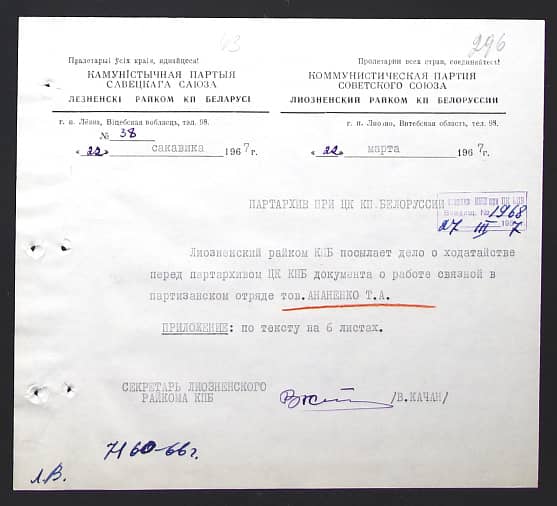 63
296
Пралетарыі ўсіх краін, яднайцеся!
КАМУНІСТЫЧНАЯ ПАРТЫЯ
САВЕЦКАГА САЮЗА
ЛЕЗНЕНСКІ РАЙКОМ КП БЕЛАРУСІ
г. п. Лёзна, Віцебская вобласць, тэл. 98.
№ 38
«22» сакавика 1967 г.
Пролетарии всех стран, соединяйтесь!
КОММУНИСТИЧЕСКАЯ ПАРТИЯ
СОВЕТСКОГО СОЮЗА
ЛИОЗНЕНСКИЙ РАЙКОМ КП БЕЛОРУССИИ
г. п. Лиозно, Витебская область, тел. 98.
«22» марта 1967 г.
ПАРТАРХИВ ПРИ ЦК КП БЕЛОРУССИИ
1968
27 III 7
Лиозненский райком КПБ посылает дело о ходатайстве
перед партархивом ЦК КПБ документа о работе связной в
партизанском отряде тов. АНАНЕНКО Т.А.
ПРИЛОЖЕНИЕ: по тексту на 6 листах.
СЕКРЕТАРЬ ЛИОЗНЕНСКОГО
РАЙКОМА КПБ
/В.КАЧАН/
7160-66г.
Л.В.